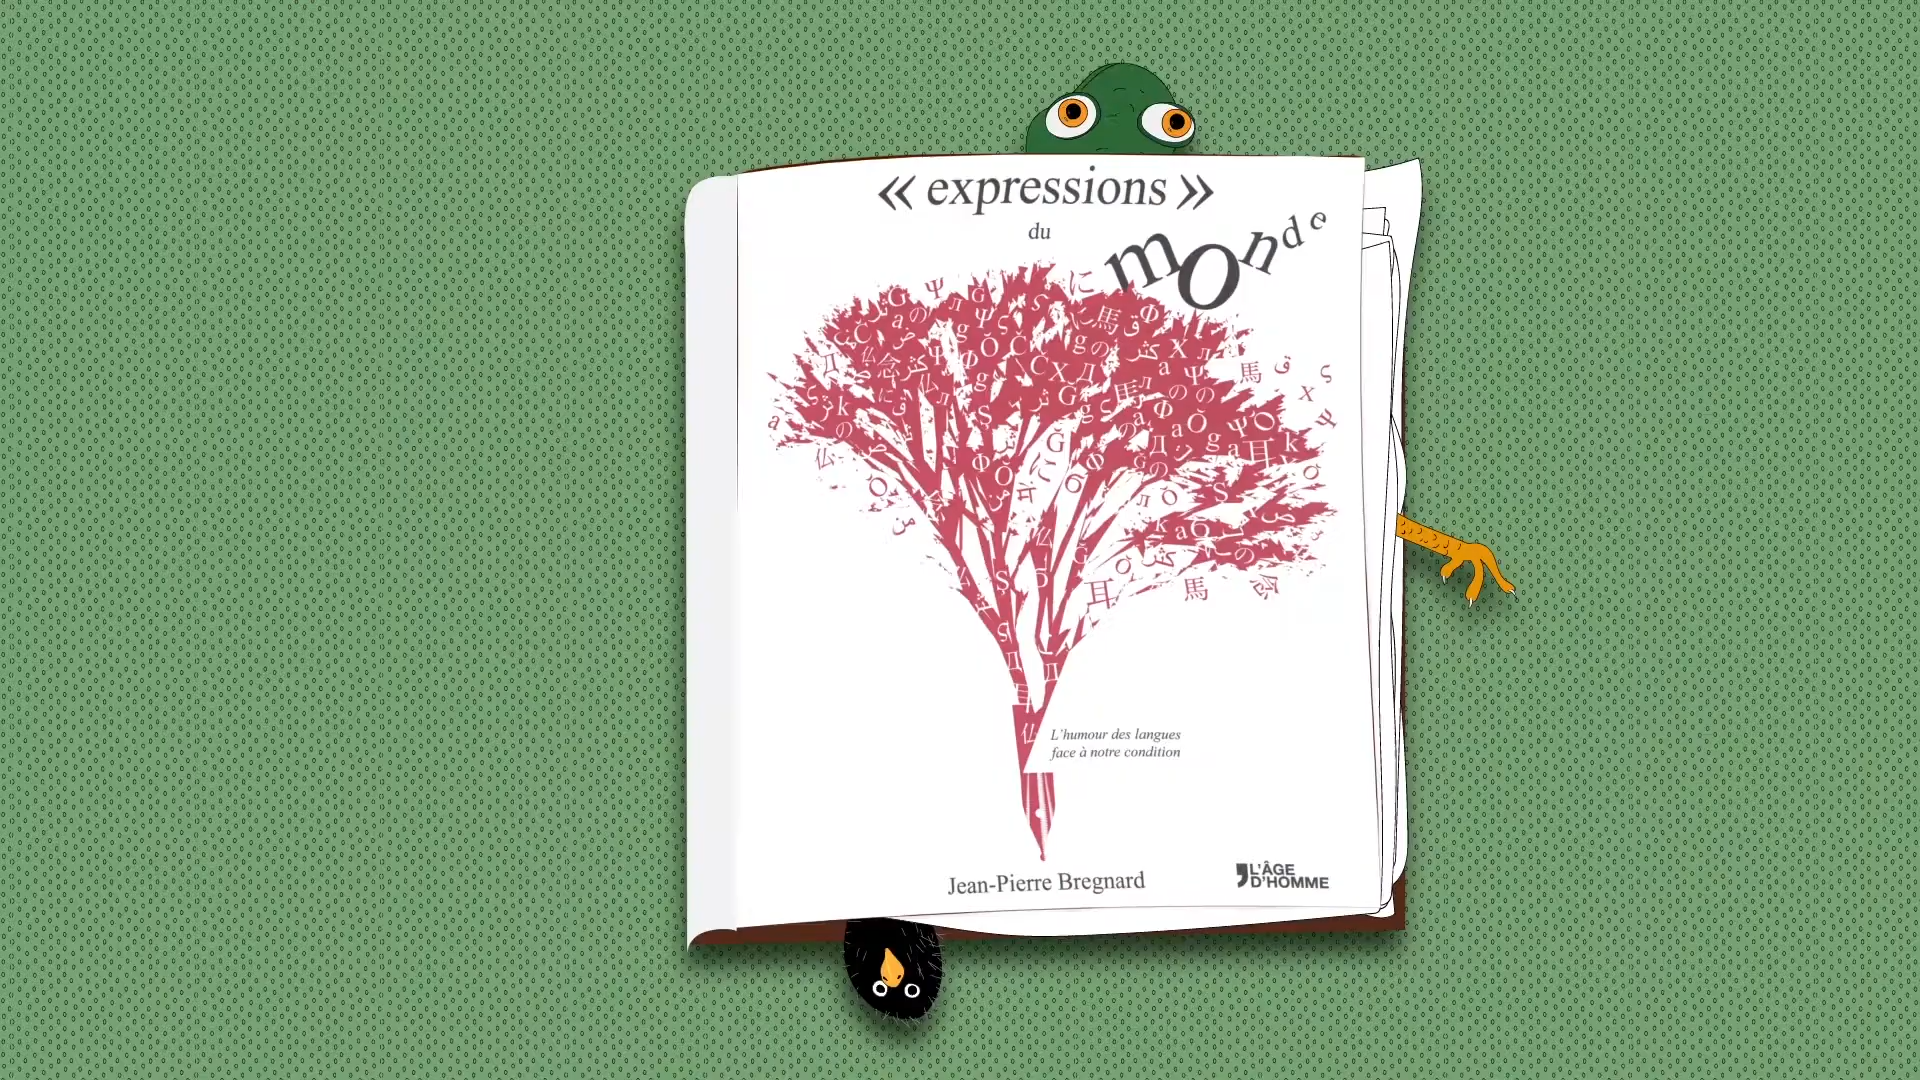 « expressions »
du
monde
L'humour des langues
face à notre condition
Jean-Pierre Bregnard
L'ÂGE
D'HOMME